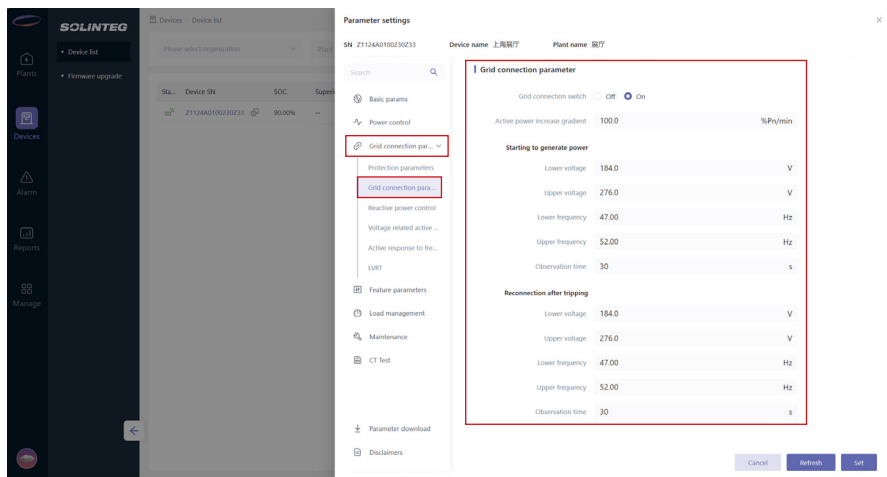 SOLINTEG
Plants
Devices
Alarm
Reports
Manage
Device list
Firmware upgrade
Devices > Device list
Please select organization
Plant
Sta... Device SN SOC Superi
Z1124A0100230Z33 90.00% --
Parameter settings
SN Z1124A0100230Z33 Device name 上海展厅 Plant name 展厅
Search
Basic params
Power control
Grid connection par...
Protection parameters
Grid connection para...
Reactive power control
Voltage related active ...
Active response to fre...
LVRT
Feature parameters
Load management
Maintenance
CT Test
Parameter download
Disclaimers
Grid connection parameter
Grid connection switch Off On
Active power increase gradient 100.0 %Pn/min
Starting to generate power
Lower voltage 184.0 V
Upper voltage 276.0 V
Lower frequency 47.00 Hz
Upper frequency 52.00 Hz
Observation time 30 s
Reconnection after tripping
Lower voltage 184.0 V
Upper voltage 276.0 V
Lower frequency 47.00 Hz
Upper frequency 52.00 Hz
Observation time 30 s
Cancel Refresh Set